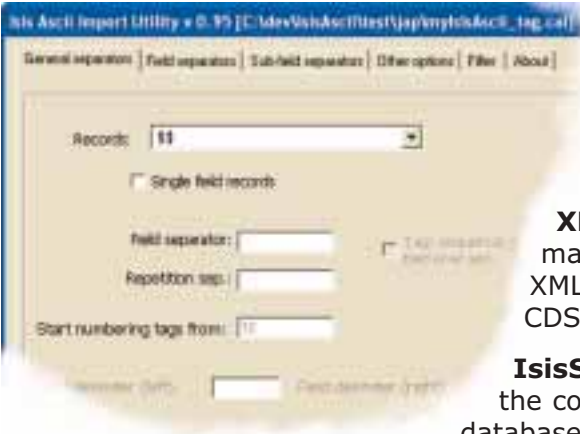 Isis Ascii Import Utility v 0.95 [C:\dev\IsisAscii\test\jap\myIsisAscii_tag.cal]
General separators Field separators Sub-field separators Other options Filter About
Records:
Single field records
Field separator:
Repetition sep.:
Start numbering tags from:
XM
ma
XML
CDS
IsisS
the co
database